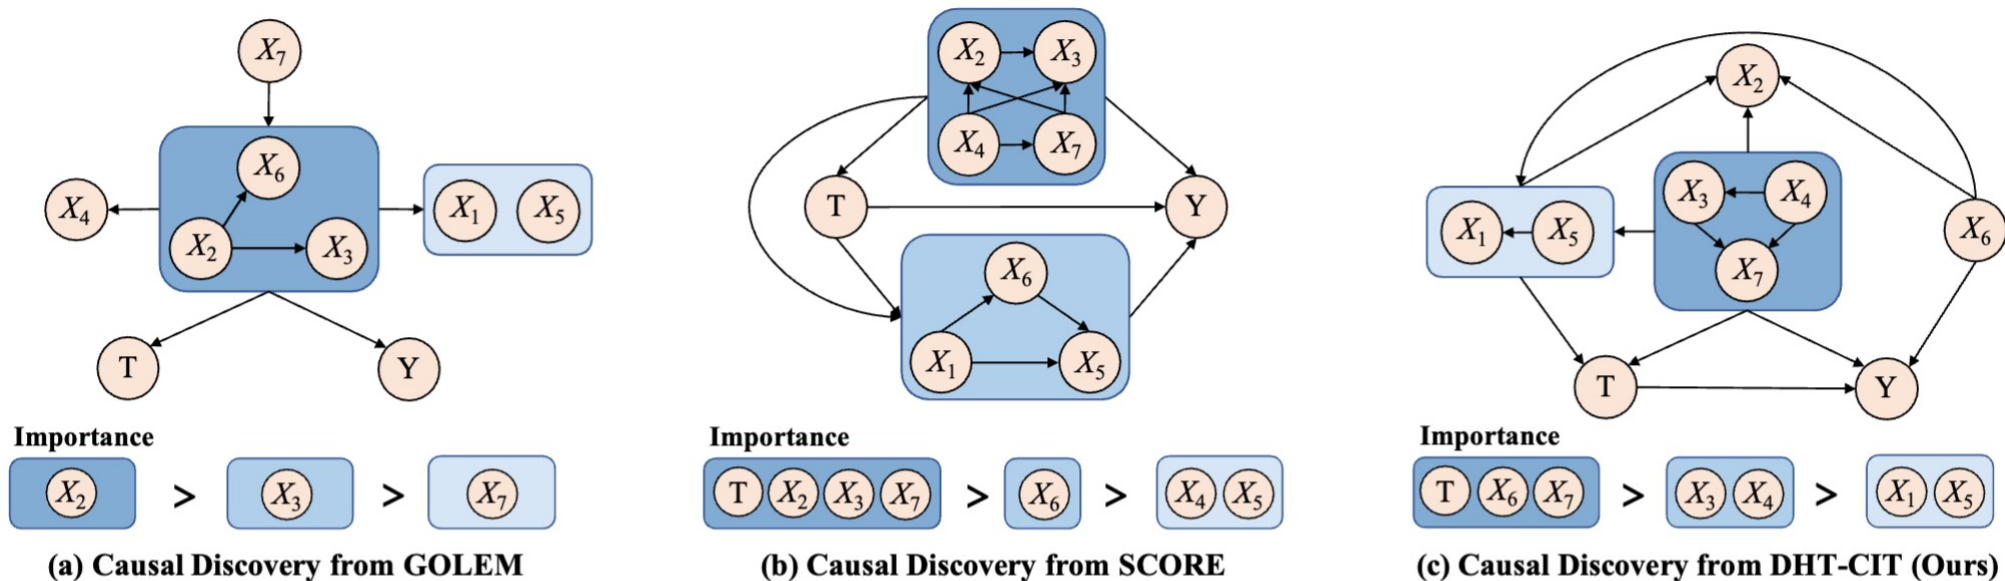 X7
X6
X4
X1 X5
X2 X3
T Y
Importance
X2 > X3 > X7
(a) Causal Discovery from GOLEM
X2 X3
X4 X7
T Y
X6
X1 X5
Importance
T X2 X3 X7 > X6 > X4 X5
(b) Causal Discovery from SCORE
X2
X3 X4
X1 X5 X6
X7
T Y
Importance
T X6 X7 > X3 X4 > X1 X5
(c) Causal Discovery from DHT-CIT (Ours)